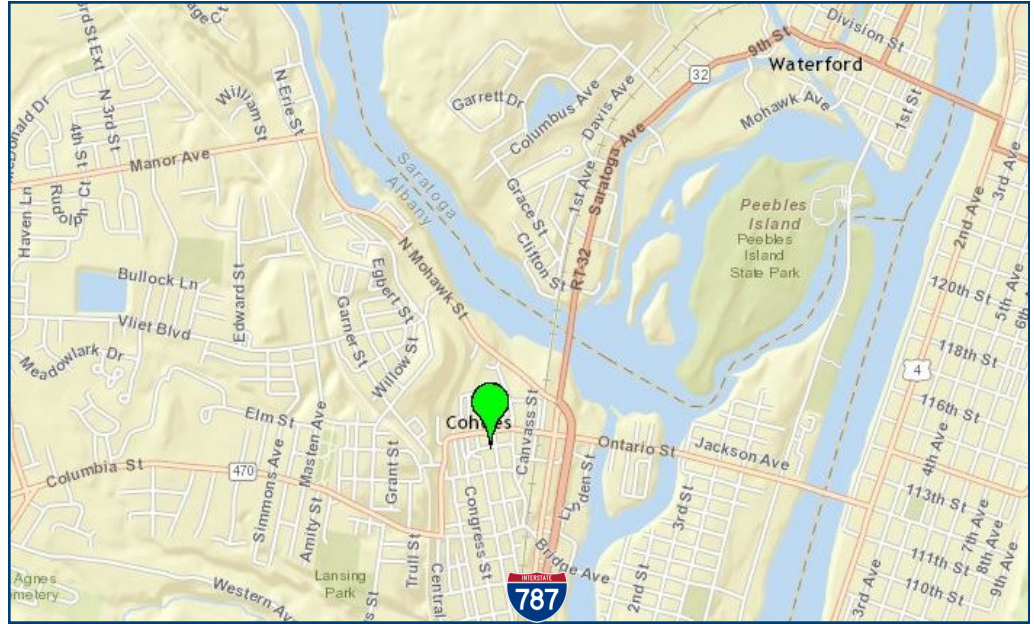 3rd St Ext
N 3rd St
4th St
Rudolph Ct
Haven Ln
Manor Ave
William St
N Erie St
Garrett Dr
Columbus Ave
Davis Ave
Grace St
Clifton St
1st Ave
Saratoga Ave
RT-32
32
9th St
Division St
Waterford
Mohawk Ave
1st St
Saratoga
Albany
N Mohawk St
Peebles
Island
Peebles
Island
State Park
3rd Ave
2nd Ave
120th St
5th Ave
118th St
4
116th St
4th Ave
113th St
7th Ave
8th Ave
9th Ave
111th St
110th St
3rd Ave
Bullock Ln
Edward St
Vliet Blvd
Meadowlark Dr
Egbert St
Garner St
Willow St
Elm St
Masten Ave
Simmons Ave
Amity St
Columbia St
470
Grant St
Trull St
Central
Congress St
Canvass St
Ontario St
Jackson Ave
Linden St
3rd St
2nd St
Bridge Ave
Lansing
Park
Western Av
Agnes
INTERSTATE
787